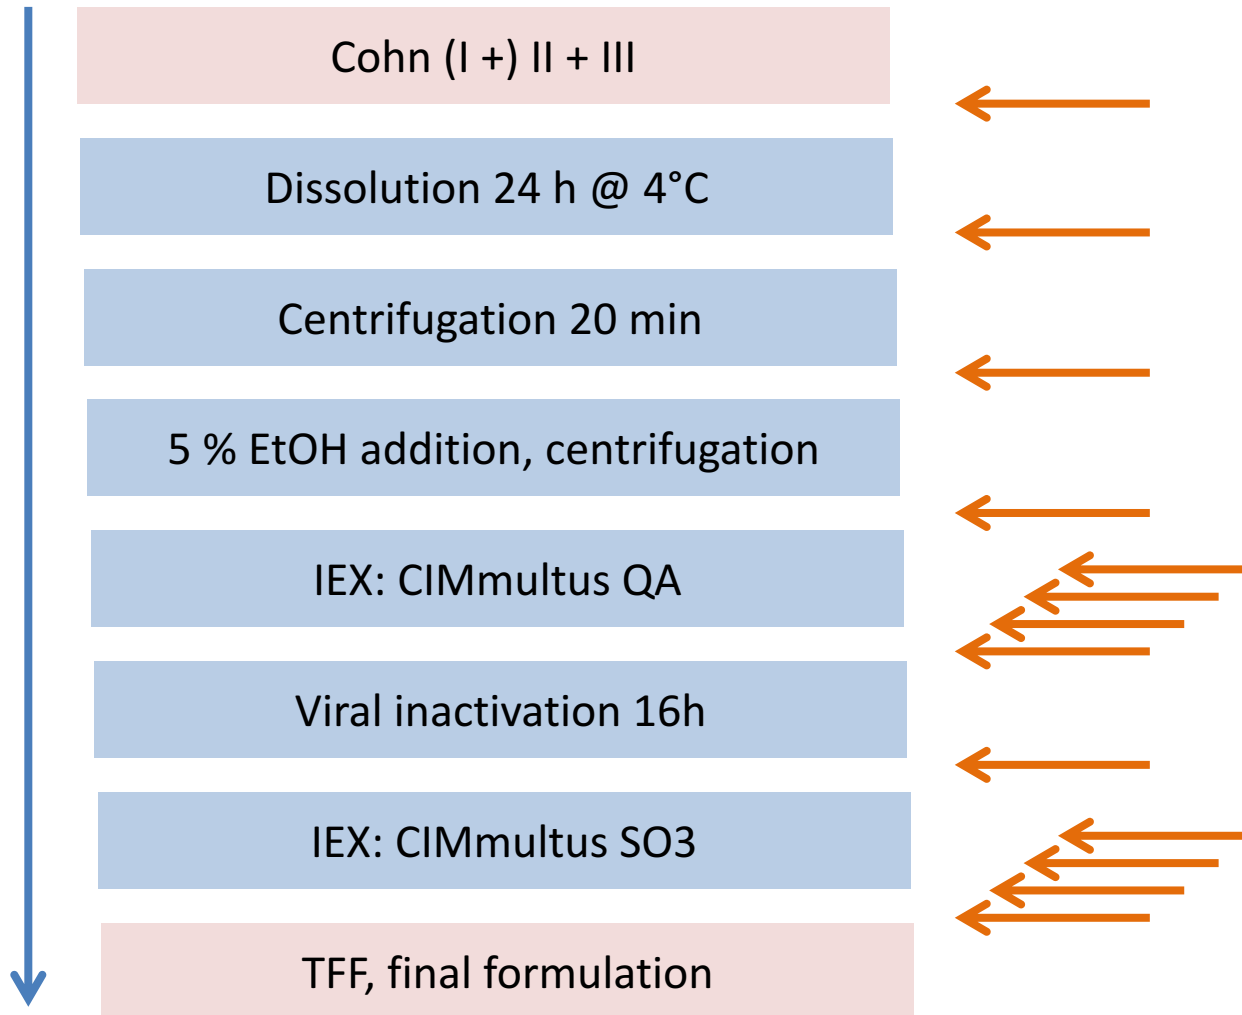 Cohn (I +) II + III
Dissolution 24 h @ 4°C
Centrifugation 20 min
5 % EtOH addition, centrifugation
IEX: CIMmultus QA
Viral inactivation 16h
IEX: CIMmultus SO3
TFF, final formulation